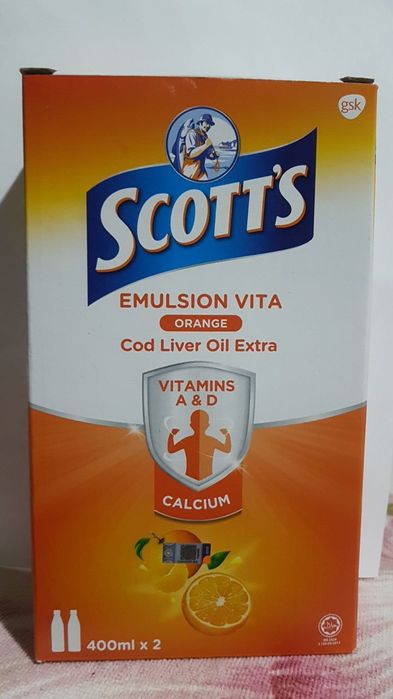 gsk
SCOTT'S
EMULSION VITA
ORANGE
Cod Liver Oil Extra
VITAMINS
A & D
CALCIUM
400ml x 2